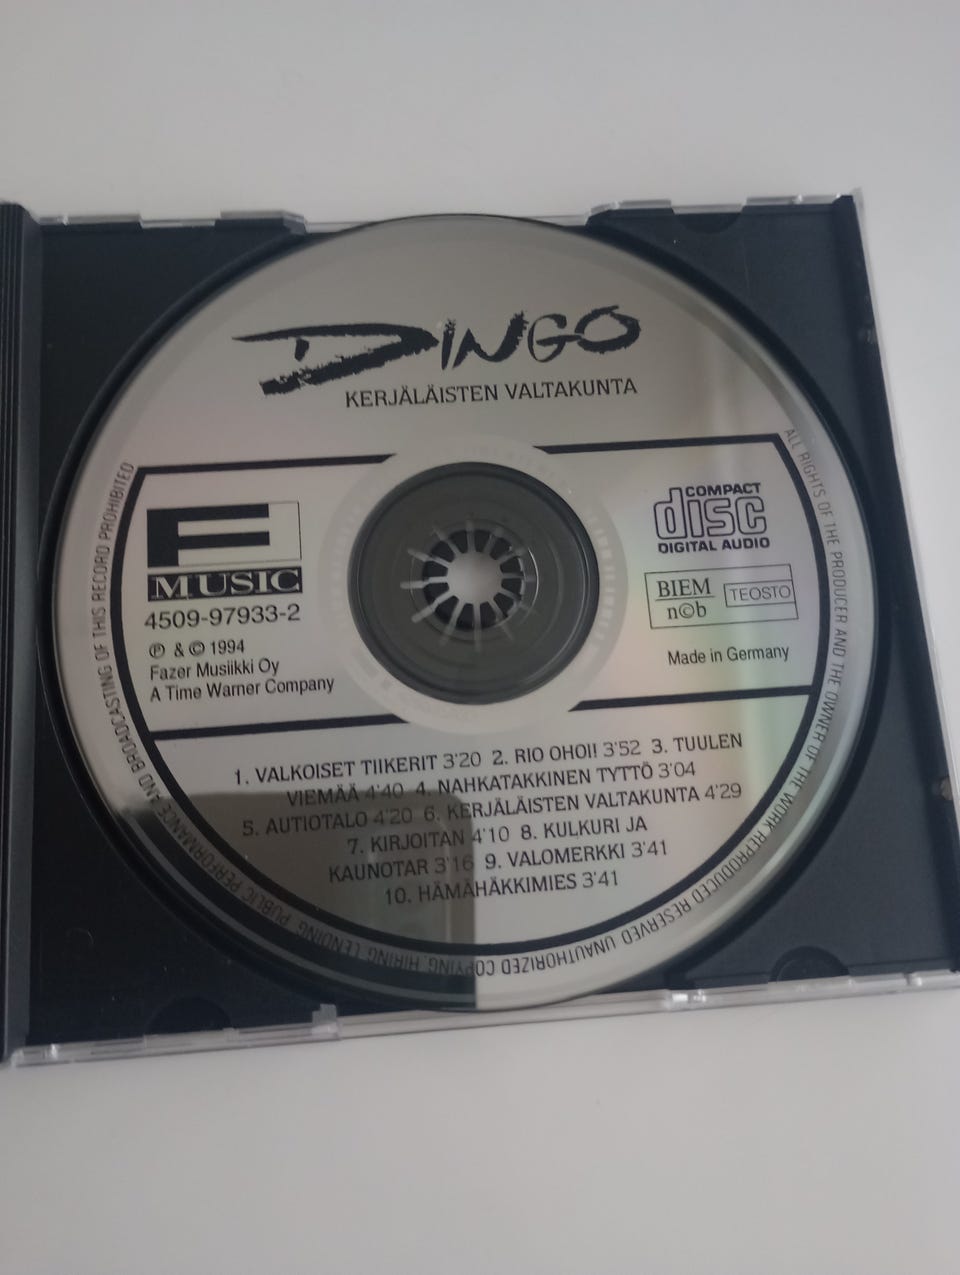 DINGO
KERJÄLÄISTEN VALTAKUNTA
F
MUSIC
4509-97933-2
℗ & © 1994
Fazer Musiikki Oy
A Time Warner Company
COMPACT
disc
DIGITAL AUDIO
BIEM
n©b
TEOSTO
Made in Germany
1. VALKOISET TIIKERIT 3'20 2. RIO OHOI! 3'52 3. TUULEN
VIEMÄÄ 4'40 4. NAHKATAKKINEN TYTTÖ 3'04
5. AUTIOTALO 4'20 6. KERJÄLÄISTEN VALTAKUNTA 4'29
7. KIRJOITAN 4'10 8. KULKURI JA
KAUNOTAR 3'16 9. VALOMERKKI 3'41
10. HÄMÄHÄKKIMIES 3'41
ALL RIGHTS OF THE PRODUCER AND THE OWNER OF THE WORK REPRODUCED RESERVED UNAUTHORIZED COPYING, HIRING, LENDING, PUBLIC PERFORMANCE AND BROADCASTING OF THIS RECORD PROHIBITED